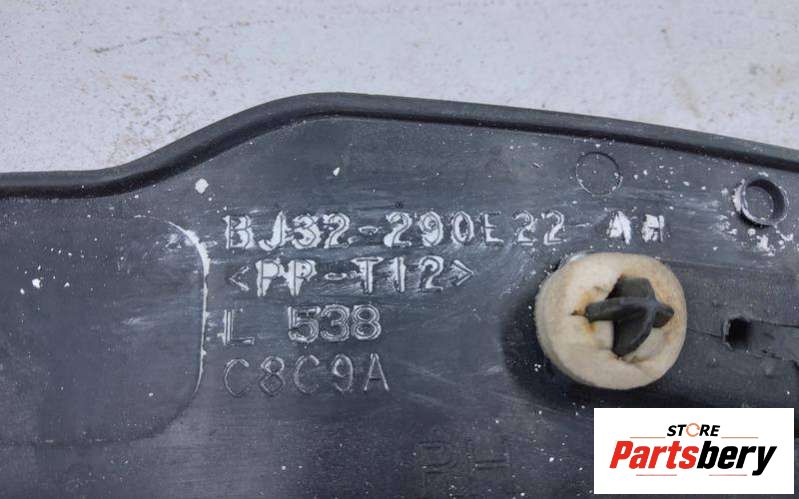 BJ32-290E22-AH
<PP-T12>
L 538
C8C9A
STORE
Partsbery